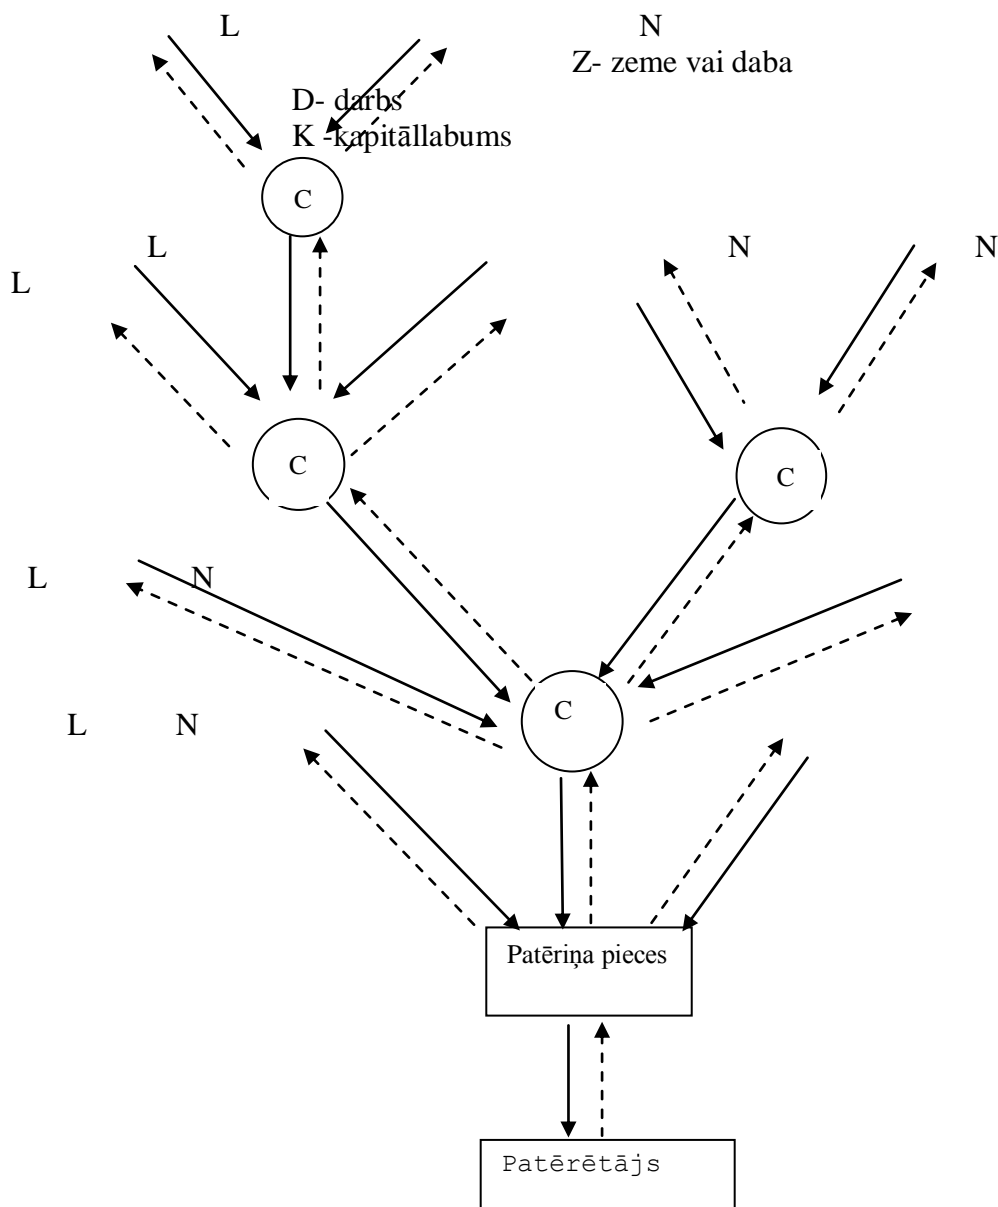 L N
Z- zeme vai daba
D- darbs
K -kapitāllabums
C
L N N
L
C
C
L N
C
L N
Patēriņa pieces
Patērētājs